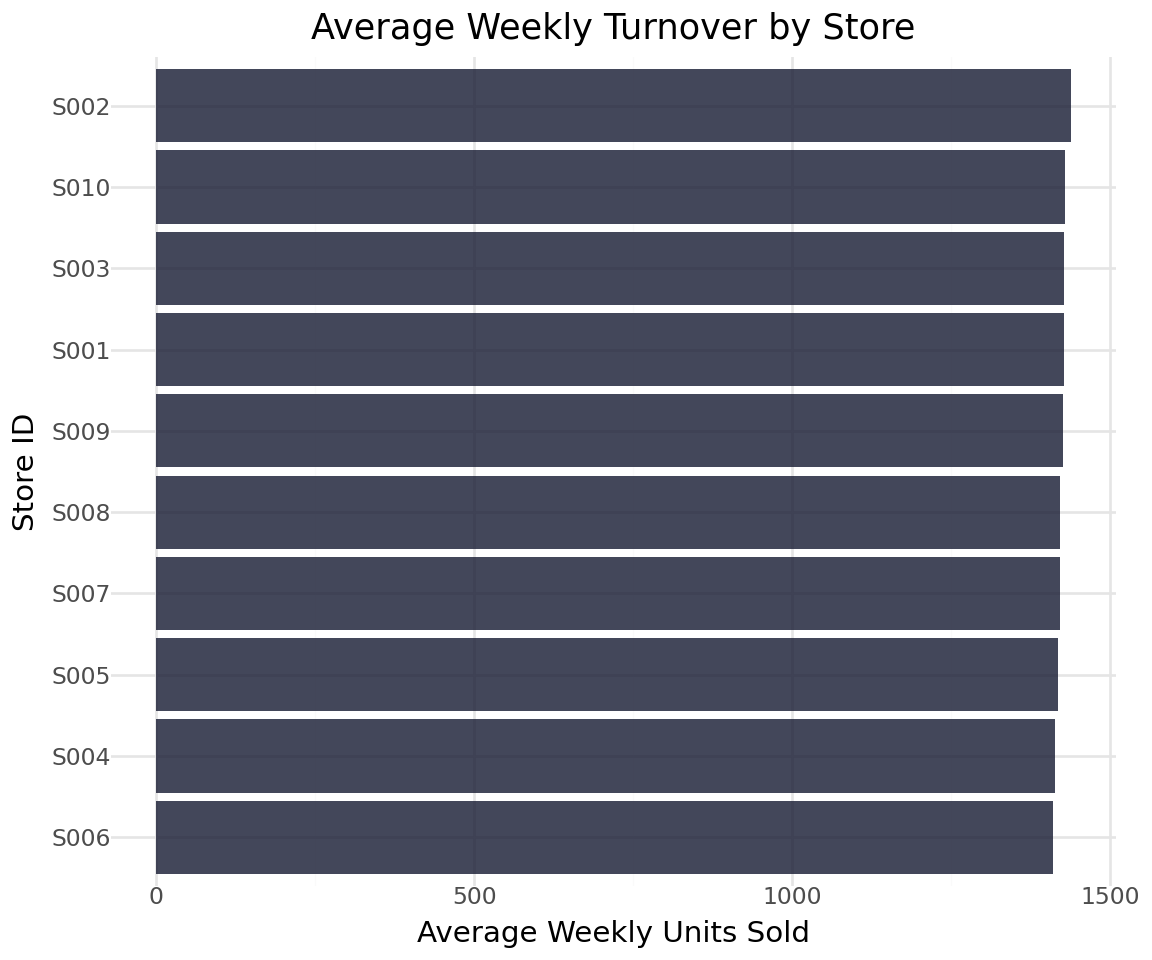 Average Weekly Turnover by Store
S002
S010
S003
S001
S009
S008
S007
S005
S004
S006
Store ID
0 500 1000 1500
Average Weekly Units Sold